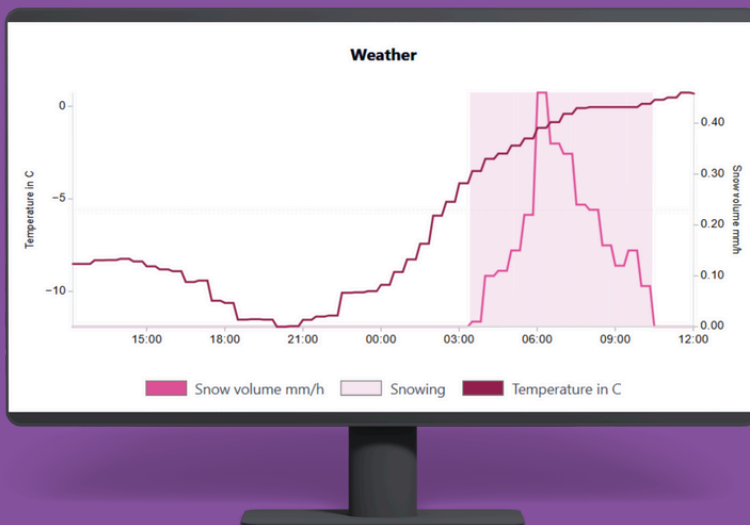 Weather
Temperature in C
0
−5
−10
Snow volume mm/h
0.40
0.30
0.20
0.10
0.00
15:00 18:00 21:00 00:00 03:00 06:00 09:00 12:00
Snow volume mm/h Snowing Temperature in C